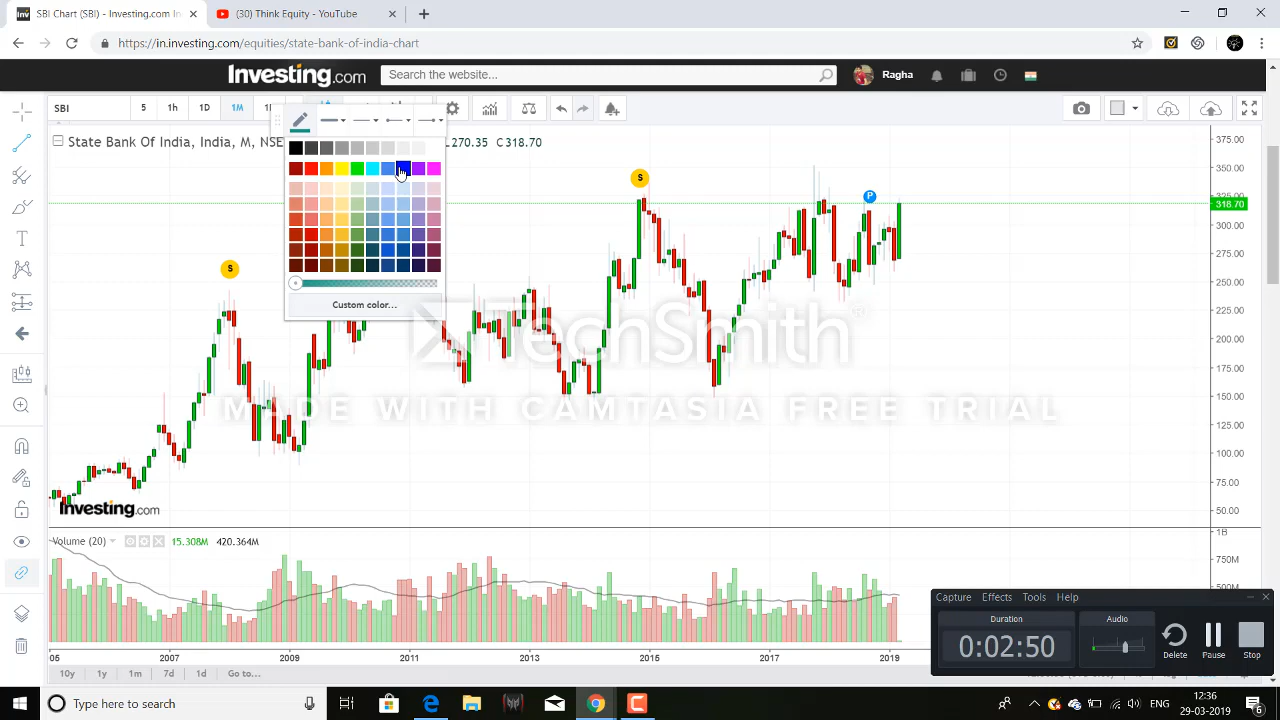 SBI Chart (SBI) - Investing.com In
(30) Think Equity - YouTube
https://in.investing.com/equities/state-bank-of-india-chart
Investing.com
Search the website...
Ragha
SBI
5
1h
1D
1M
State Bank Of India, India, M, NSE
270.35
C318.70
375.00
325.00
318.70
300.00
275.00
250.00
225.00
200.00
175.00
150.00
125.00
100.00
75.00
50.00
S
S
P
Custom color...
TechSmith
MADE WITH CAMTASIA FREE TRIAL
Investing.com
Volume (20)
15.308M
420.364M
1B
750M
500M
05
2007
2009
2011
2013
2015
2017
2019
10y
1y
1m
7d
1d
Go to...
Capture
Effects
Tools
Help
Duration
0:02:50
Audio
Delete
Pause
Stop
Type here to search
ENG
12:36
29-03-2019
6